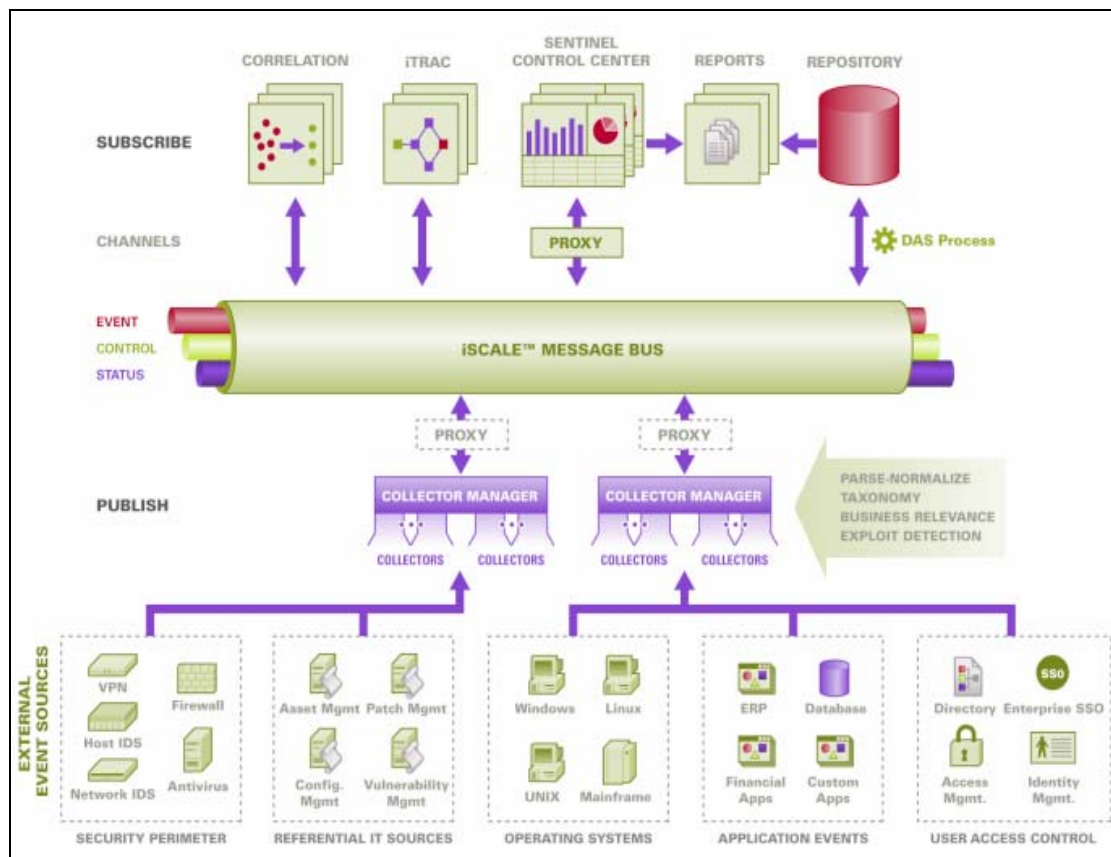 CORRELATION
iTRAC
SENTINEL
CONTROL CENTER
REPORTS
REPOSITORY
SUBSCRIBE
CHANNELS
PROXY
DAS Process
EVENT
CONTROL
STATUS
iSCALE™ MESSAGE BUS
PROXY
PROXY
PUBLISH
COLLECTOR MANAGER
COLLECTORS
COLLECTORS
COLLECTOR MANAGER
COLLECTORS
COLLECTORS
PARSE-NORMALIZE
TAXONOMY
BUSINESS RELEVANCE
EXPLOIT DETECTION
EXTERNAL
EVENT SOURCES
VPN
Firewall
Host IDS
Network IDS
Antivirus
SECURITY PERIMETER
Asset Mgmt
Patch Mgmt
Config.
Mgmt
Vulnerability
Mgmt
REFERENTIAL IT SOURCES
Windows
Linux
UNIX
Mainframe
OPERATING SYSTEMS
ERP
Database
Financial
Apps
Custom
Apps
APPLICATION EVENTS
Directory
SSO
Enterprise SSO
Access
Mgmt.
Identity
Mgmt.
USER ACCESS CONTROL